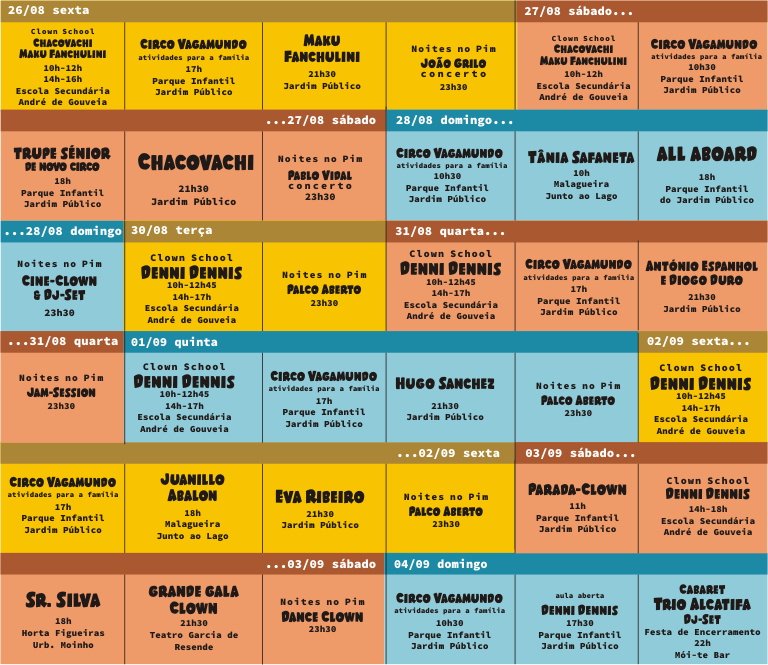 26/08 sexta
Clown School
Chacovachi
Maku Fanchulini
10h-12h
14h-16h
Escola Secundária
André de Gouveia
Circo Vagamundo
atividades para a família
17h
Parque Infantil
Jardim Público
Maku
Fanchulini
21h30
Jardim Público
Noites no Pim
João Grilo
concerto
23h30
27/08 sábado...
Clown School
Chacovachi
Maku Fanchulini
10h-12h
Escola Secundária
André de Gouveia
Circo Vagamundo
atividades para a família
10h30
Parque Infantil
Jardim Público
...27/08 sábado
Trupe Sénior
de Novo Circo
18h
Parque Infantil
Jardim Público
Chacovachi
21h30
Jardim Público
Noites no Pim
Pablo Vidal
concerto
23h30
28/08 domingo...
Circo Vagamundo
atividades para a família
10h30
Parque Infantil
Jardim Público
Tânia Safaneta
10h
Malagueira
Junto ao Lago
All Aboard
18h
Parque Infantil
do Jardim Público
...28/08 domingo
Noites no Pim
Cine-Clown
& DJ-Set
23h30
30/08 terça
Clown School
Denni Dennis
10h-12h45
14h-17h
Escola Secundária
André de Gouveia
Noites no Pim
Palco Aberto
23h30
31/08 quarta...
Clown School
Denni Dennis
10h-12h45
14h-17h
Escola Secundária
André de Gouveia
Circo Vagamundo
atividades para a família
17h
Parque Infantil
Jardim Público
António Espanhol
e Diogo Duro
21h30
Jardim Público
...31/08 quarta
Noites no Pim
Jam-Session
23h30
01/09 quinta
Clown School
Denni Dennis
10h-12h45
14h-17h
Escola Secundária
André de Gouveia
Circo Vagamundo
atividades para a família
17h
Parque Infantil
Jardim Público
Hugo Sanchez
21h30
Jardim Público
Noites no Pim
Palco Aberto
23h30
02/09 sexta...
Clown School
Denni Dennis
10h-12h45
14h-17h
Escola Secundária
André de Gouveia
...02/09 sexta
Circo Vagamundo
atividades para a família
17h
Parque Infantil
Jardim Público
Juanillo
Abalon
18h
Malagueira
Junto ao Lago
Eva Ribeiro
21h30
Jardim Público
Noites no Pim
Palco Aberto
23h30
03/09 sábado...
Parada-Clown
11h
Parque Infantil
Jardim Público
Clown School
Denni Dennis
14h-18h
Escola Secundária
André de Gouveia
...03/09 sábado
Sr. Silva
18h
Horta Figueiras
Urb. Moinho
Grande Gala
Clown
21h30
Teatro Garcia de
Resende
Noites no Pim
Dance Clown
23h30
04/09 domingo
Circo Vagamundo
atividades para a família
10h30
Parque Infantil
Jardim Público
aula aberta
Denni Dennis
17h30
Parque Infantil
Jardim Público
Cabaret
Trio Alcatifa
DJ-Set
Festa de Encerramento
22h
Mói-te Bar